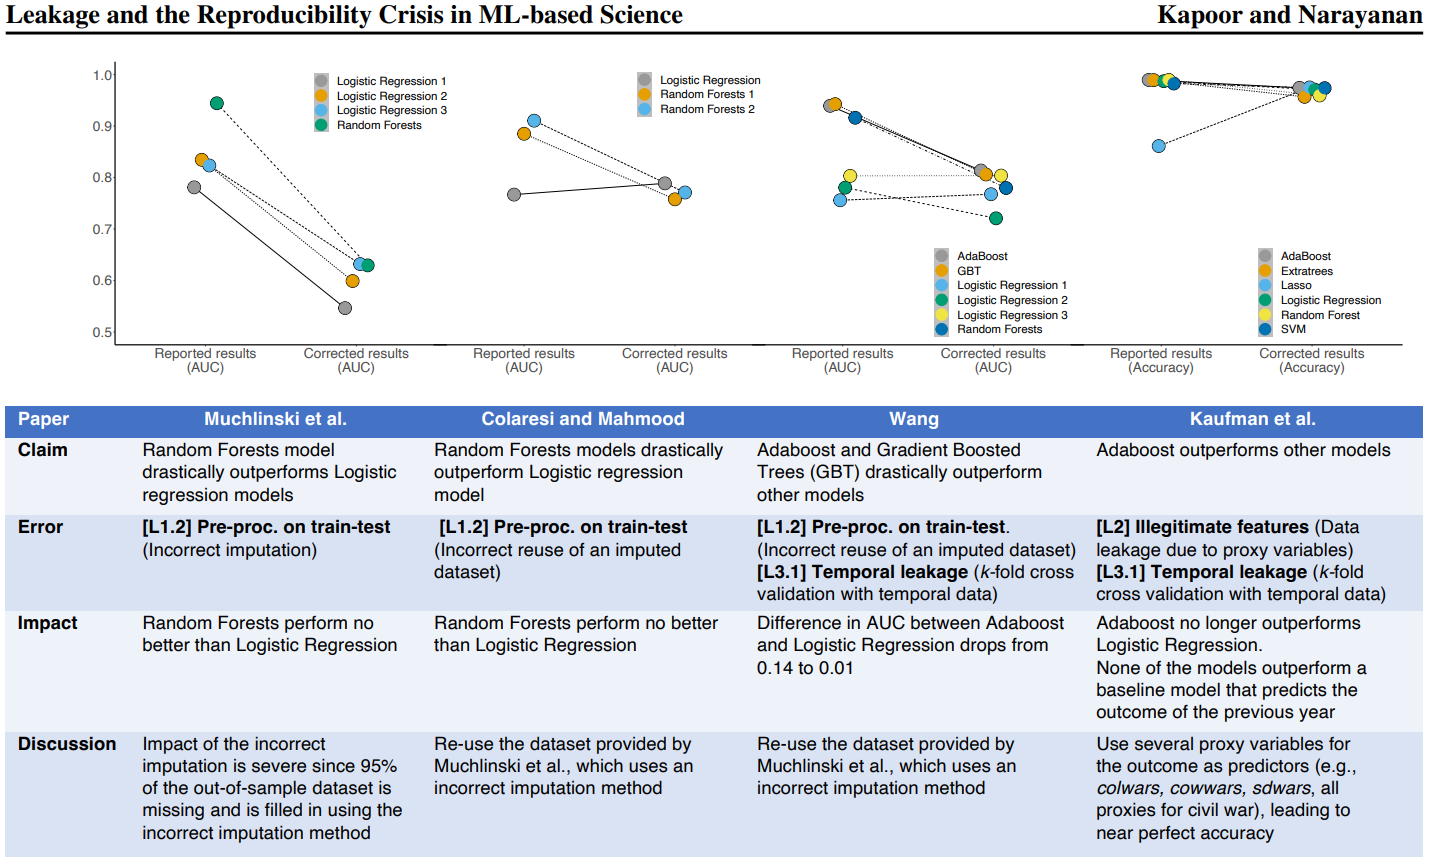 Leakage and the Reproducibility Crisis in ML-based Science
Kapoor and Narayanan
1.0
0.9
0.8
0.7
0.6
0.5
Logistic Regression 1
Logistic Regression 2
Logistic Regression 3
Random Forests
Reported results
(AUC)
Corrected results
(AUC)
Logistic Regression
Random Forests 1
Random Forests 2
Reported results
(AUC)
Corrected results
(AUC)
AdaBoost
GBT
Logistic Regression 1
Logistic Regression 2
Logistic Regression 3
Random Forests
Reported results
(AUC)
Corrected results
(AUC)
AdaBoost
Extratrees
Lasso
Logistic Regression
Random Forest
SVM
Reported results
(Accuracy)
Corrected results
(Accuracy)
Paper
Muchlinski et al.
Colaresi and Mahmood
Wang
Kaufman et al.
Claim
Random Forests model
drastically outperforms Logistic
regression models
Random Forests models drastically
outperform Logistic regression
model
Adaboost and Gradient Boosted
Trees (GBT) drastically outperform
other models
Adaboost outperforms other models
Error
[L1.2] Pre-proc. on train-test
(Incorrect imputation)
[L1.2] Pre-proc. on train-test
(Incorrect reuse of an imputed
dataset)
[L1.2] Pre-proc. on train-test.
(Incorrect reuse of an imputed dataset)
[L3.1] Temporal leakage (k-fold cross
validation with temporal data)
[L2] Illegitimate features (Data
leakage due to proxy variables)
[L3.1] Temporal leakage (k-fold
cross validation with temporal data)
Impact
Random Forests perform no
better than Logistic Regression
Random Forests perform no better
than Logistic Regression
Difference in AUC between Adaboost
and Logistic Regression drops from
0.14 to 0.01
Adaboost no longer outperforms
Logistic Regression.
None of the models outperform a
baseline model that predicts the
outcome of the previous year
Discussion
Impact of the incorrect
imputation is severe since 95%
of the out-of-sample dataset is
missing and is filled in using the
incorrect imputation method
Re-use the dataset provided by
Muchlinski et al., which uses an
incorrect imputation method
Re-use the dataset provided by
Muchlinski et al., which uses an
incorrect imputation method
Use several proxy variables for
the outcome as predictors (e.g.,
colwars, cowwars, sdwars, all
proxies for civil war), leading to
near perfect accuracy